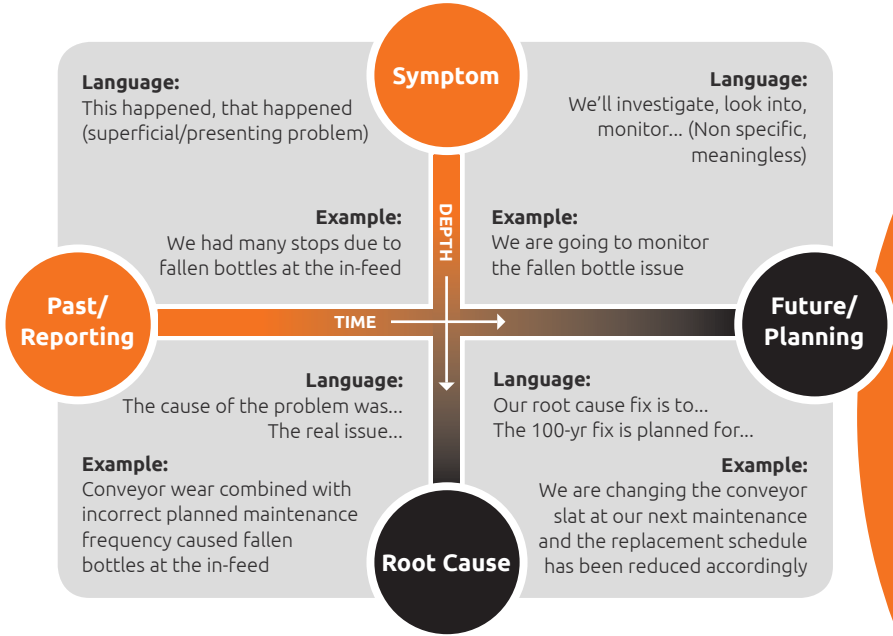 Symptom
Language:
This happened, that happened
(superficial/presenting problem)
Language:
We'll investigate, look into,
monitor... (Non specific,
meaningless)
Example:
We had many stops due to
fallen bottles at the in-feed
DEPTH
Example:
We are going to monitor
the fallen bottle issue
Past/
Reporting
TIME
Future/
Planning
Language:
The cause of the problem was...
The real issue...
Example:
Conveyor wear combined with
incorrect planned maintenance
frequency caused fallen
bottles at the in-feed
Language:
Our root cause fix is to...
The 100-yr fix is planned for...
Example:
We are changing the conveyor
slat at our next maintenance
and the replacement schedule
has been reduced accordingly
Root Cause